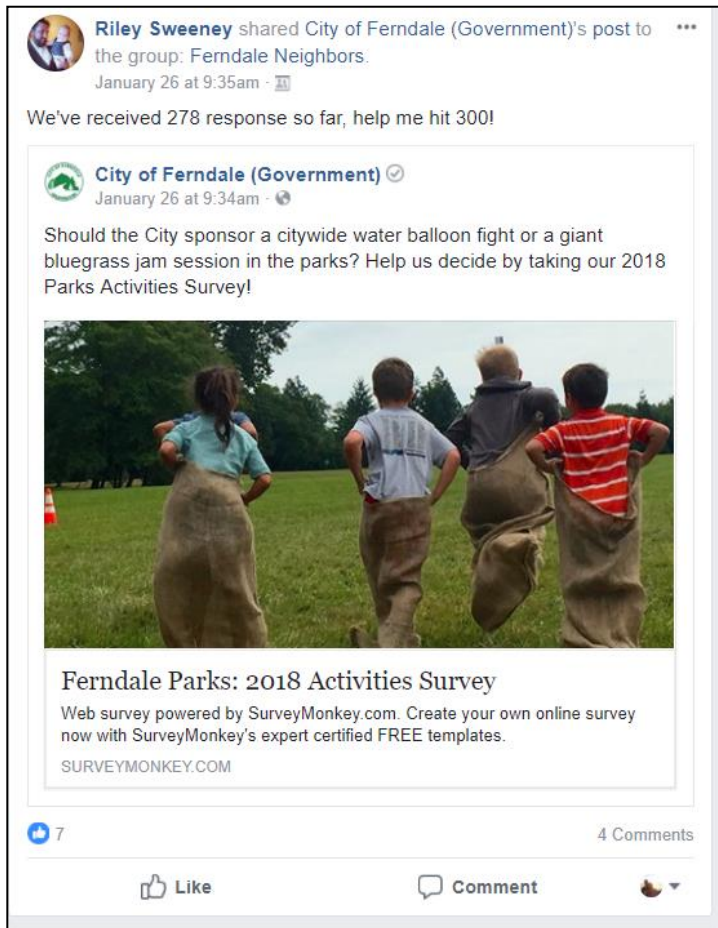 Riley Sweeney shared City of Ferndale (Government)'s post to
the group: Ferndale Neighbors.
January 26 at 9:35am ·
We've received 278 response so far, help me hit 300!
City of Ferndale (Government)
January 26 at 9:34am ·
Should the City sponsor a citywide water balloon fight or a giant
bluegrass jam session in the parks? Help us decide by taking our 2018
Parks Activities Survey!
Ferndale Parks: 2018 Activities Survey
Web survey powered by SurveyMonkey.com. Create your own online survey
now with SurveyMonkey's expert certified FREE templates.
SURVEYMONKEY.COM
7
4 Comments
Like
Comment